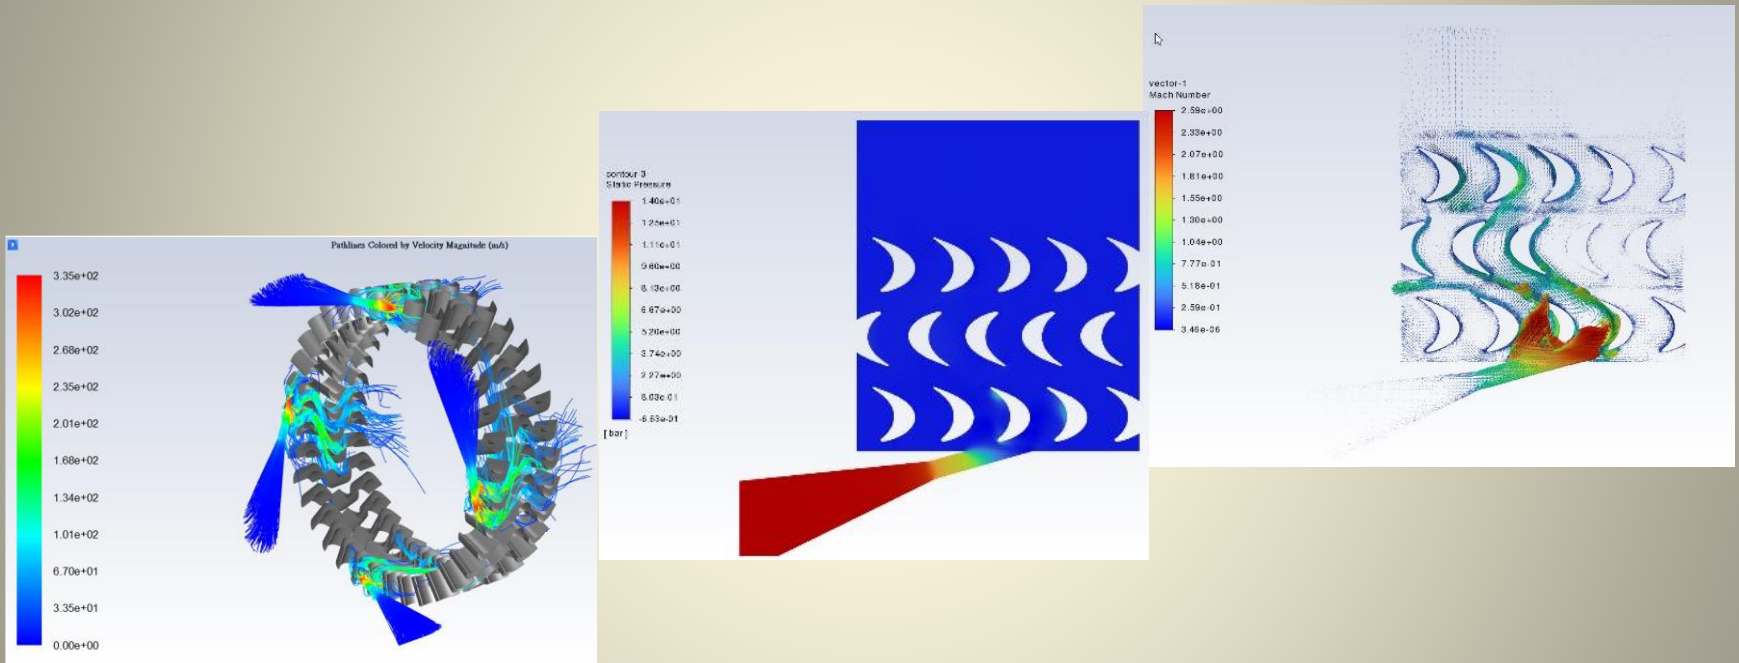 Pathlines Colored by Velocity Magnitude (m/s)
3.35e+02
3.02e+02
2.68e+02
2.35e+02
2.01e+02
1.68e+02
1.34e+02
1.01e+02
6.70e+01
3.35e+01
0.00e+00
contour 3
Static Pressure
1.40e+01
1.25e+01
1.11e+01
9.60e+00
8.13e+00
6.67e+00
5.20e+00
3.74e+00
2.27e+00
8.03e-01
-6.63e-01
[bar]
vector-1
Mach Number
2.59e+00
2.33e+00
2.07e+00
1.81e+00
1.55e+00
1.30e+00
1.04e+00
7.77e-01
5.18e-01
2.59e-01
3.46e-06